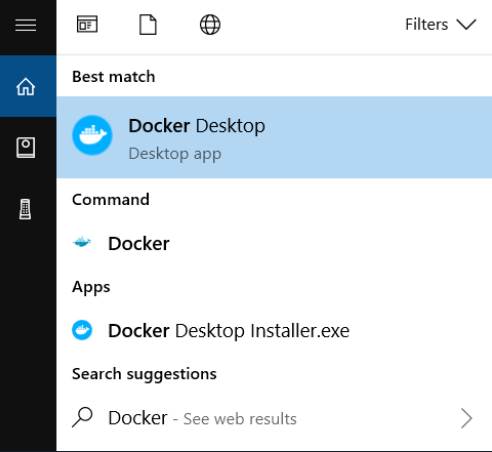 Filters
Best match
Docker Desktop
Desktop app
Command
Docker
Apps
Docker Desktop Installer.exe
Search suggestions
Docker - See web results